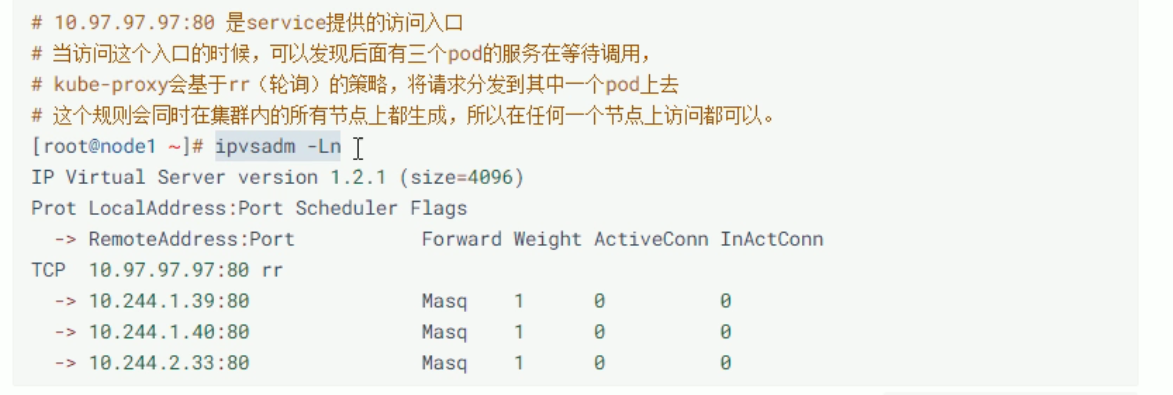 # 10.97.97.97:80 是service提供的访问入口
# 当访问这个入口的时候，可以发现后面有三个pod的服务在等待调用，
# kube-proxy会基于rr（轮询）的策略，将请求分发到其中一个pod上去
# 这个规则会同时在集群内的所有节点上都生成，所以在任何一个节点上访问都可以。
[root@node1 ~]# ipvsadm -Ln
IP Virtual Server version 1.2.1 (size=4096)
Prot LocalAddress:Port Scheduler Flags
  -> RemoteAddress:Port           Forward Weight ActiveConn InActConn
TCP  10.97.97.97:80 rr
  -> 10.244.1.39:80               Masq    1      0          0
  -> 10.244.1.40:80               Masq    1      0          0
  -> 10.244.2.33:80               Masq    1      0          0